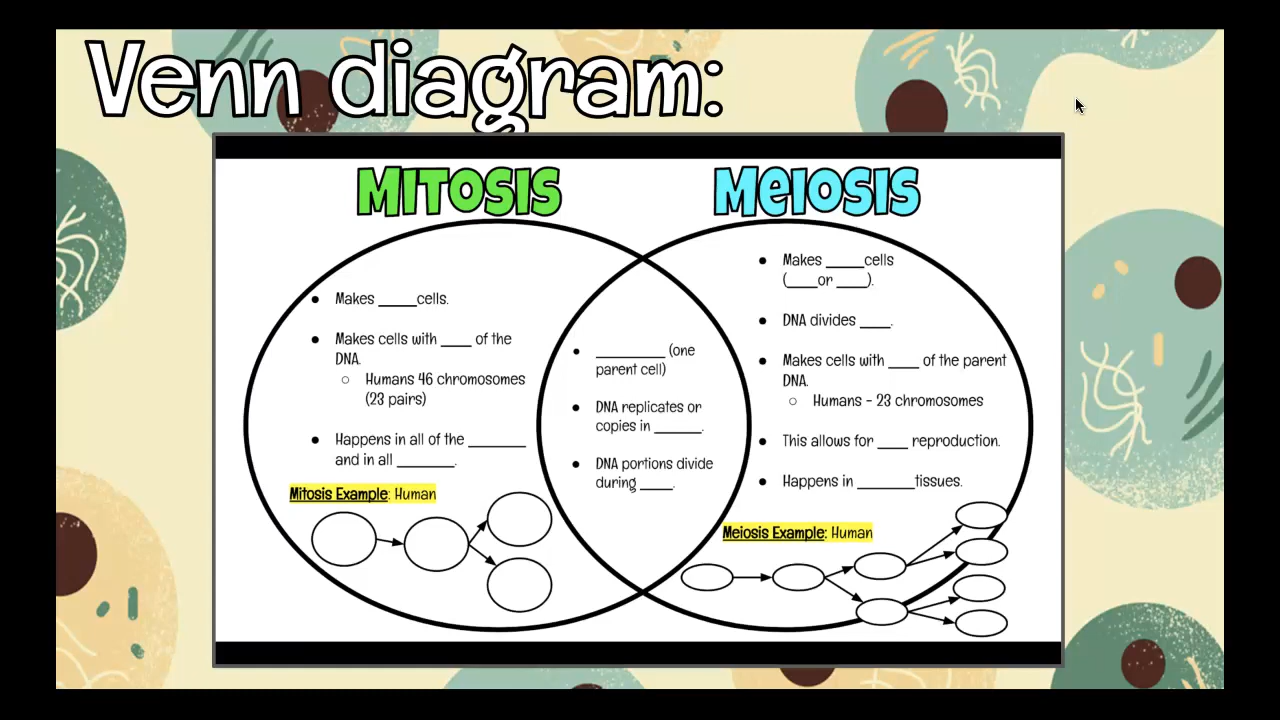 Venn diagram:
MITOSIS
MeIOSIS
● Makes _____cells.
● Makes cells with ____ of the
DNA.
○ Humans 46 chromosomes
(23 pairs)
● Happens in all of the ________
and in all ________.
Mitosis Example: Human
● __________ (one
parent cell)
● DNA replicates or
copies in _______.
● DNA portions divide
during _____.
● Makes _____cells
(____or ____).
● DNA divides ____.
● Makes cells with ____ of the parent
DNA.
○ Humans – 23 chromosomes
● This allows for ____ reproduction.
● Happens in ________tissues.
Meiosis Example: Human